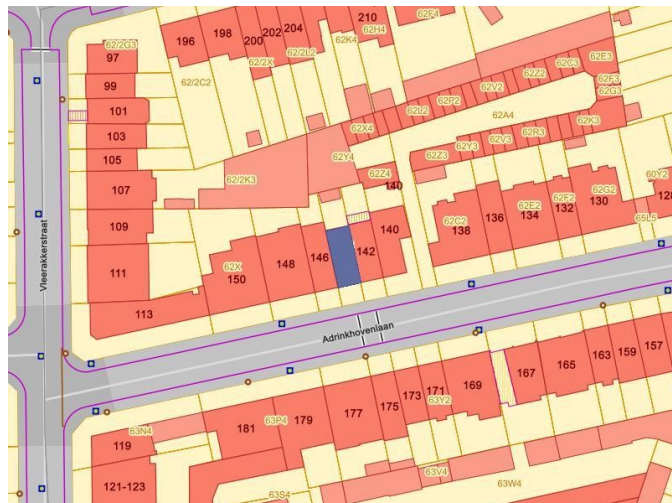 62/2G3
97
99
101
103
105
107
109
111
113
Vleerakkerstraat
196
198
200
202
204
62/2X
62/2L2
62/2C2
62K4
210
62H4
62F4
62/2K3
62X4
62Y4
62Z4
140
62L2
62P2
62V2
62Z2
62C3
62E3
62F3
62G3
62A4
62Z3
62Y3
62V3
62R3
62K3
62X
150
148
146
142
140
62C2
138
136
62E2
134
62F2
132
62G2
130
60Y2
128
65L5
Adrinkhovenlaan
63N4
119
121-123
63P4
181
179
177
175
173
171
63Y2
169
167
165
163
159
157
63S4
63V4
63W4